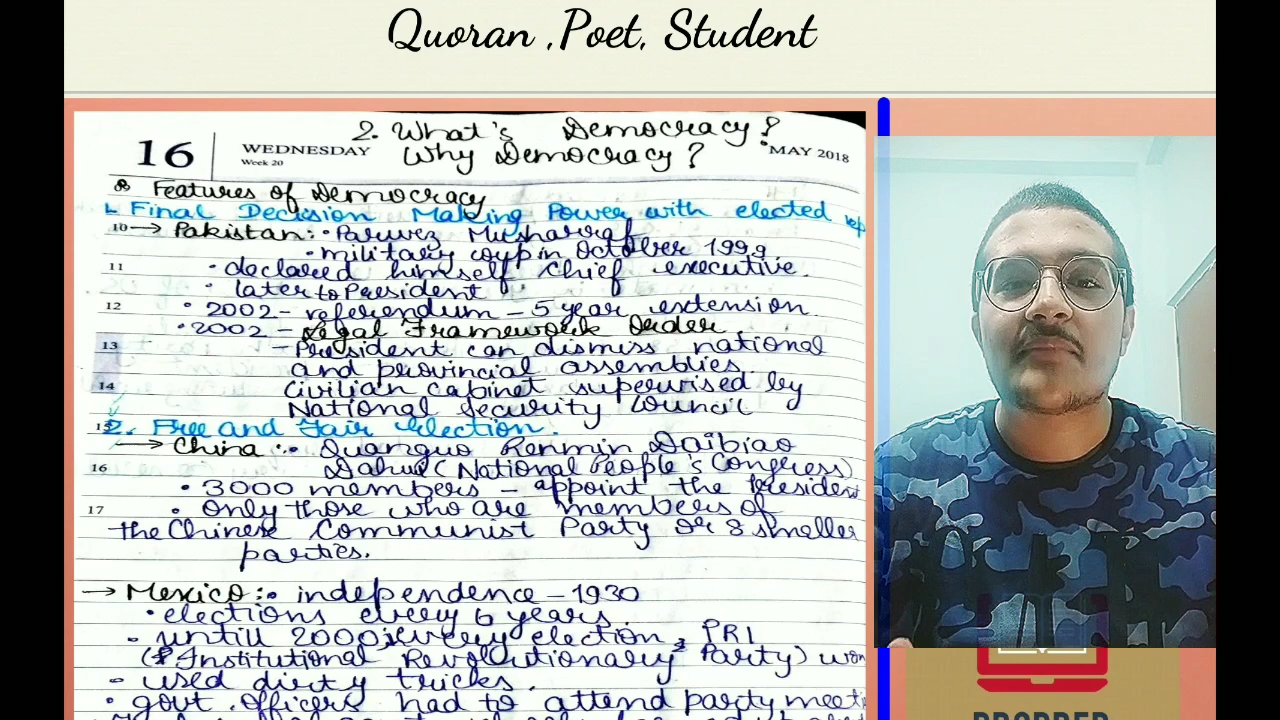 Quoran ,Poet, Student
2. What's Democracy?
16 WEDNESDAY Why Democracy? MAY 2018
Week 20
Features of Democracy
1. Final Decision Making Power with elected rep
10 → Pakistan:• Parvez Musharraf
• military coup in October 1999
11 • declared himself Chief executive.
• later to President
12 • 2002- referendum – 5 year extension
• 2002 – Legal Framework Order
13 – President can dismiss national
and provincial assemblies.
14 Civilian cabinet supervised by
National Security Council
15 2. Free and Fair election.
→ China :• Quanguo Renmin Daibiao
16 Dahui (National People's Congress)
• 3000 members – appoint the President
17 • only those who are members of
the Chinese Communist Party or 8 smaller
parties.
→ Mexico:• independence – 1930
• elections every 6 years.
• untill 2000, every election, PRI
(Institutional Revolutionary Party) won
• used dirty tricks.
• govt. officers had to attend party meeti